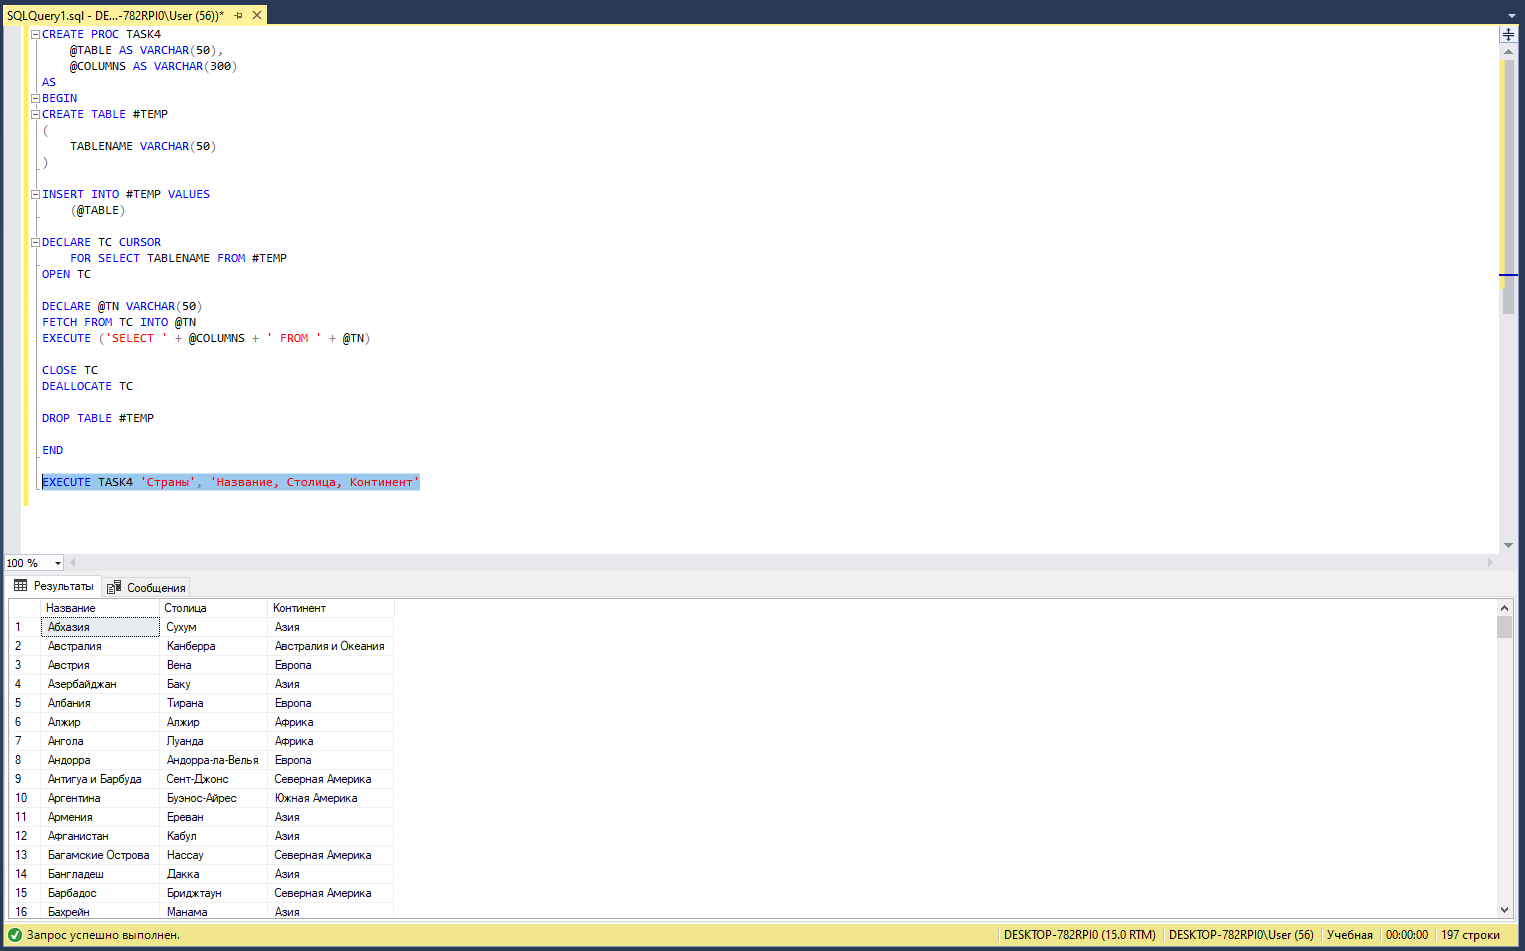 SQLQuery1.sql - DE...-782RPI0\User (56))*
CREATE PROC TASK4
@TABLE AS VARCHAR(50),
@COLUMNS AS VARCHAR(300)
AS
BEGIN
CREATE TABLE #TEMP
(
TABLENAME VARCHAR(50)
)
INSERT INTO #TEMP VALUES
(@TABLE)
DECLARE TC CURSOR
FOR SELECT TABLENAME FROM #TEMP
OPEN TC
DECLARE @TN VARCHAR(50)
FETCH FROM TC INTO @TN
EXECUTE ('SELECT ' + @COLUMNS + ' FROM ' + @TN)
CLOSE TC
DEALLOCATE TC
DROP TABLE #TEMP
END
EXECUTE TASK4 'Страны', 'Название, Столица, Континент'
100 %
Результаты Сообщения
Название Столица Континент
1 Абхазия Сухум Азия
2 Австралия Канберра Австралия и Океания
3 Австрия Вена Европа
4 Азербайджан Баку Азия
5 Албания Тирана Европа
6 Алжир Алжир Африка
7 Ангола Луанда Африка
8 Андорра Андорра-ла-Велья Европа
9 Антигуа и Барбуда Сент-Джонс Северная Америка
10 Аргентина Буэнос-Айрес Южная Америка
11 Армения Ереван Азия
12 Афганистан Кабул Азия
13 Багамские Острова Нассау Северная Америка
14 Бангладеш Дакка Азия
15 Барбадос Бриджтаун Северная Америка
16 Бахрейн Манама Азия
Запрос успешно выполнен. DESKTOP-782RPI0 (15.0 RTM) DESKTOP-782RPI0\User (56) Учебная 00:00:00 197 строки